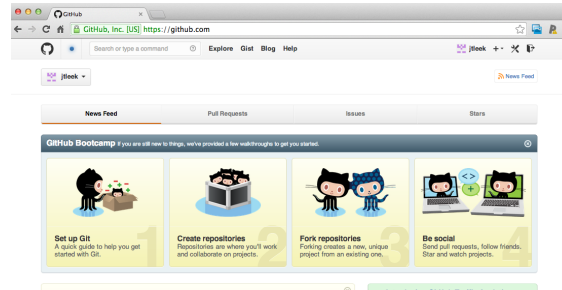 GitHub
GitHub, Inc. [US] https://github.com
Search or type a command
Explore Gist Blog Help
jtleek
jtleek
News Feed
News Feed
Pull Requests
Issues
Stars
GitHub Bootcamp If you are still new to things, we've provided a few walkthroughs to get you started.
1
Set up Git
A quick guide to help you get
started with Git.
2
Create repositories
Repositories are where you'll work
and collaborate on projects.
3
Fork repositories
Forking creates a new, unique
project from an existing one.
<>
+
4
Be social
Send pull requests, follow friends.
Star and watch projects.